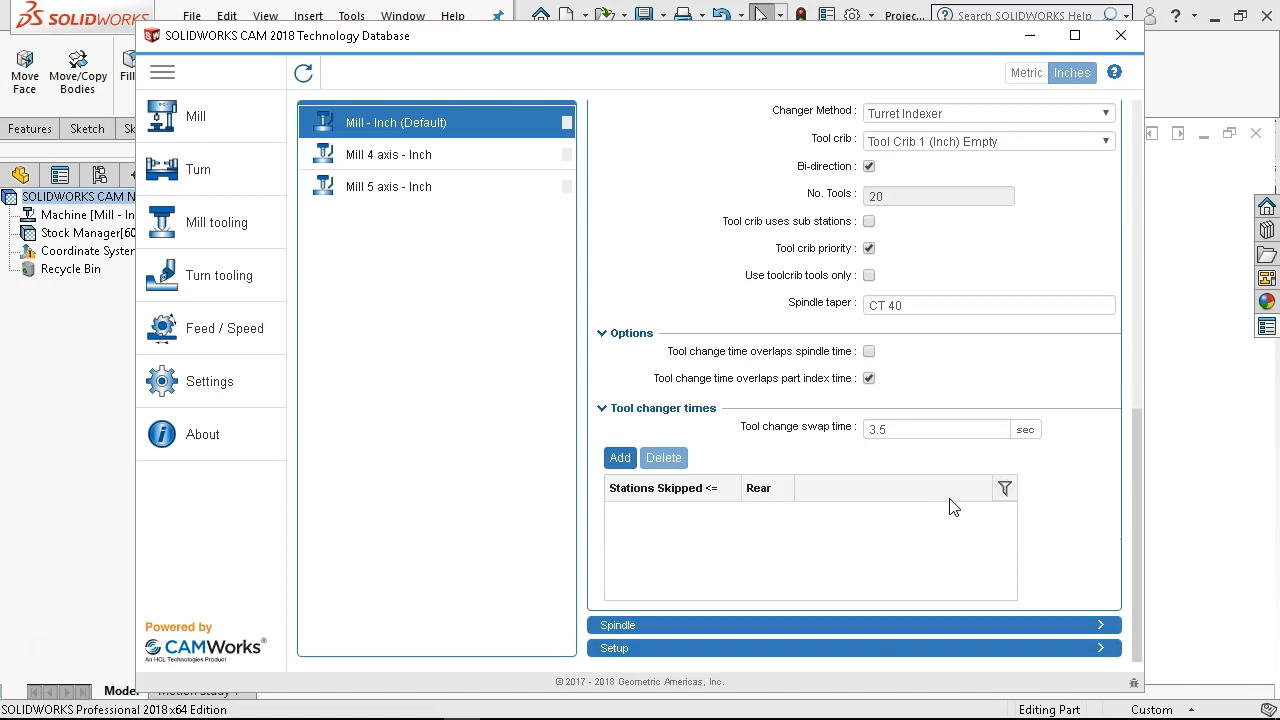 SOLIDWORKS
File Edit View Insert Tools Window Help
Projec...
Search SOLIDWORKS Help
SOLIDWORKS CAM 2018 Technology Database
Move Face
Move/Copy Bodies
Fill
Features
Sketch
Sk
SOLIDWORKS CAM N
Machine [Mill - In
Stock Manager[60
Coordinate System
Recycle Bin
Metric
Inches
Mill
Turn
Mill tooling
Turn tooling
Feed / Speed
Settings
About
Powered by
CAMWorks®
An HCL Technologies Product
Mill - Inch (Default)
Mill 4 axis - Inch
Mill 5 axis - Inch
Changer Method : Turret Indexer
Tool crib : Tool Crib 1 (Inch) Empty
Bi-direction :
No. Tools : 20
Tool crib uses sub stations :
Tool crib priority :
Use toolcrib tools only :
Spindle taper : CT 40
Options
Tool change time overlaps spindle time :
Tool change time overlaps part index time :
Tool changer times
Tool change swap time : 3.5 sec
Add
Delete
Stations Skipped <= Rear
Spindle
Setup
© 2017 - 2018 Geometric Americas, Inc.
Model
SOLIDWORKS Professional 2018 x64 Edition
Editing Part
Custom